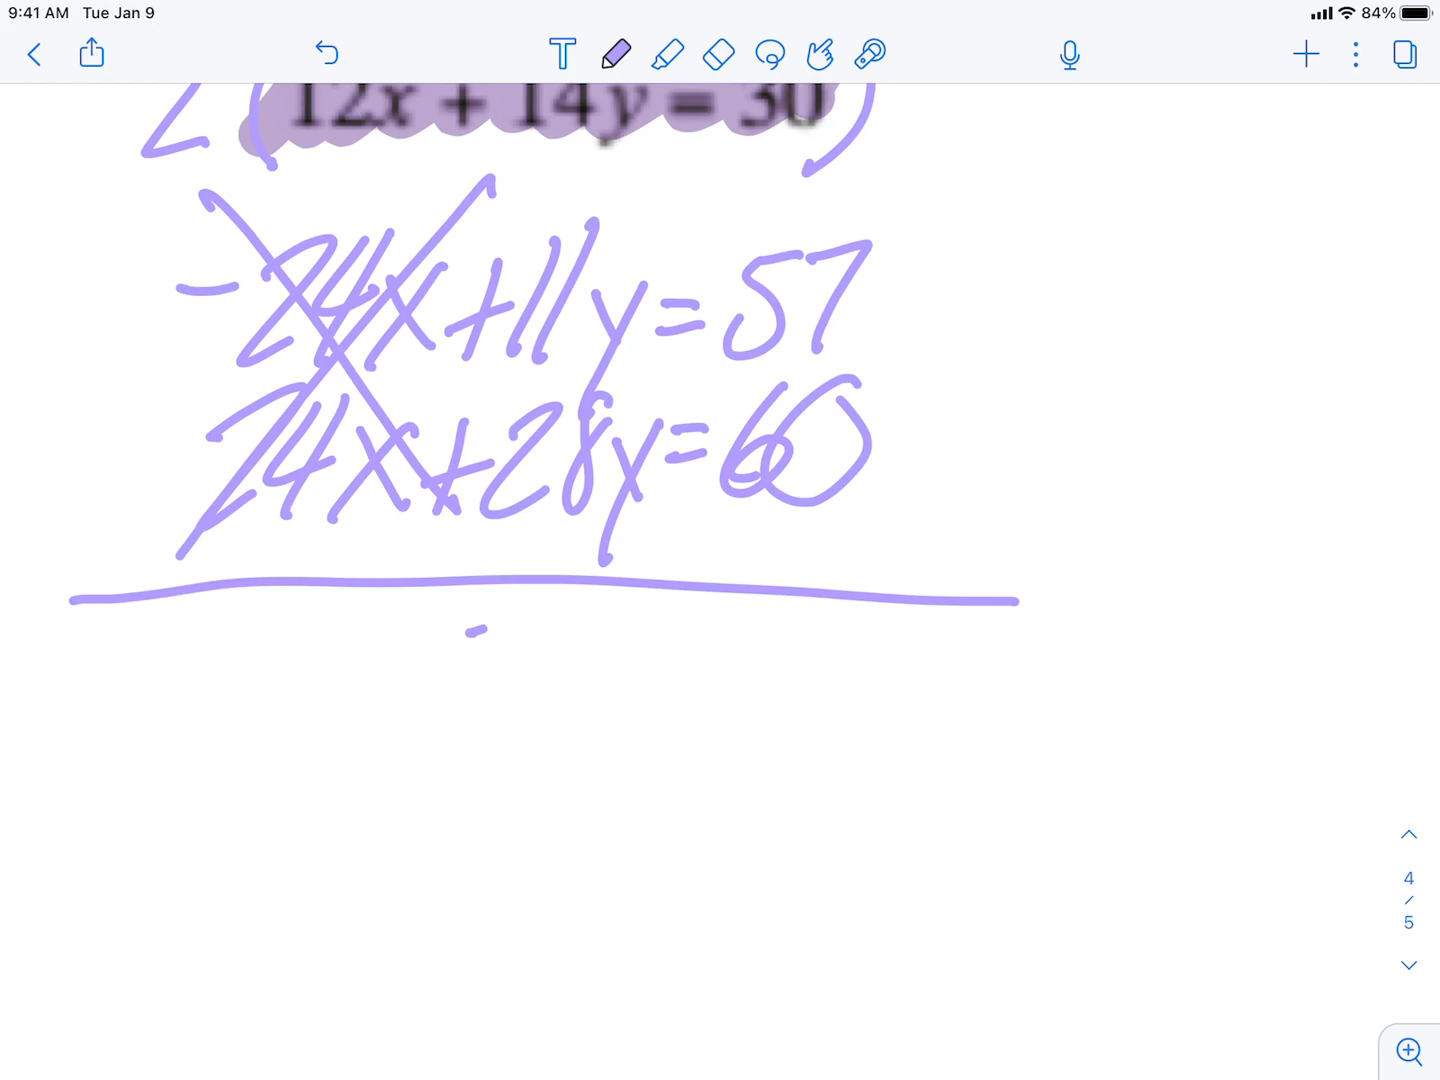 9:41 AM Tue Jan 9
84%
T
2(12x + 14y = 30)
-24x+11y=57
24x+28y=60
-
4
/
5